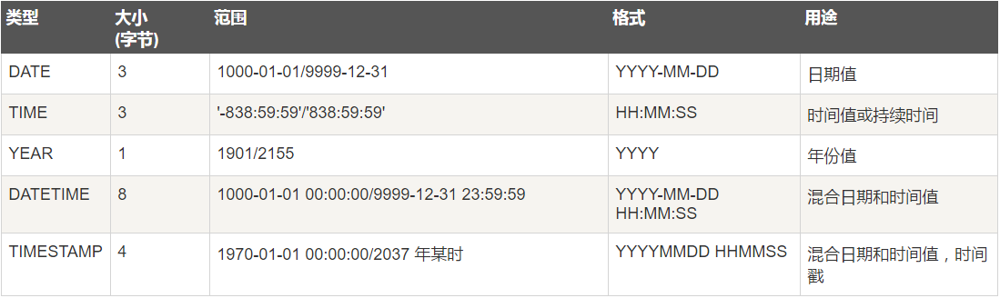 类型 大小 范围 格式 用途
(字节)
DATE 3 1000-01-01/9999-12-31 YYYY-MM-DD 日期值
TIME 3 '-838:59:59'/'838:59:59' HH:MM:SS 时间值或持续时间
YEAR 1 1901/2155 YYYY 年份值
DATETIME 8 1000-01-01 00:00:00/9999-12-31 23:59:59 YYYY-MM-DD 混合日期和时间值
HH:MM:SS
TIMESTAMP 4 1970-01-01 00:00:00/2037 年某时 YYYYMMDD HHMMSS 混合日期和时间值，时间
戳